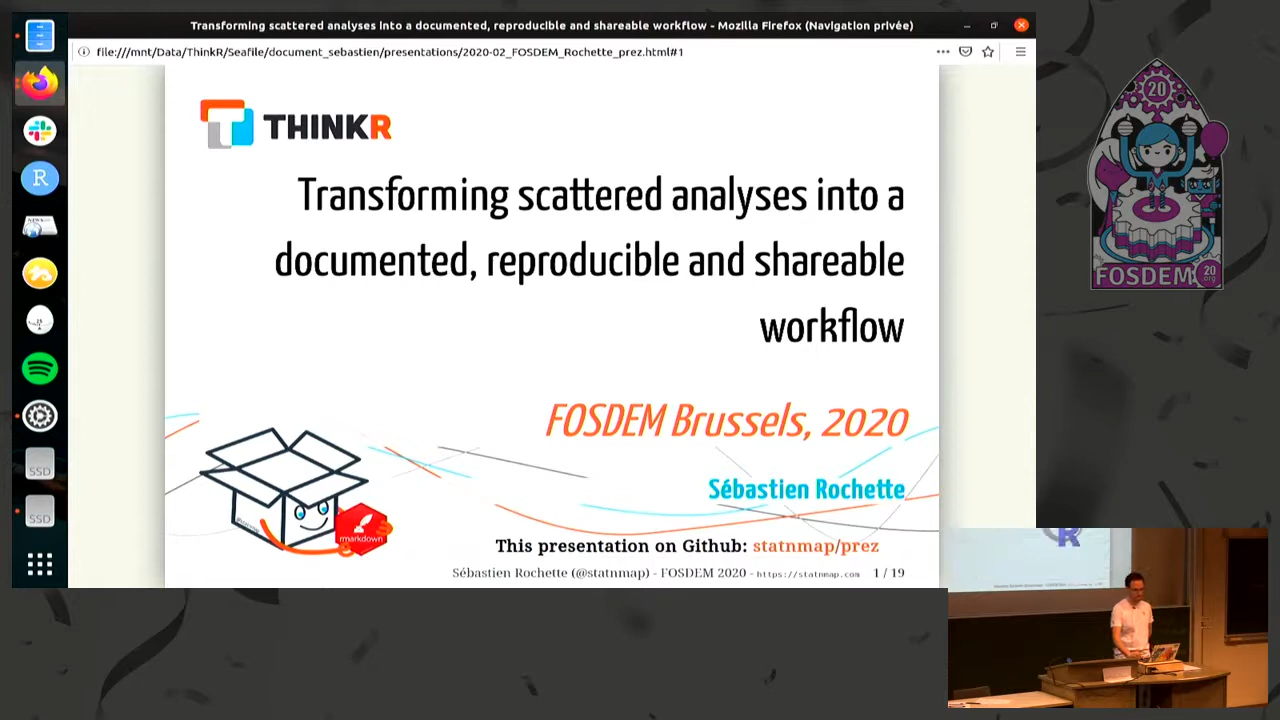 Transforming scattered analyses into a documented, reproducible and shareable workflow - Mozilla Firefox (Navigation privée)
file:///mnt/Data/ThinkR/Seafile/document_sebastien/presentations/2020-02_FOSDEM_Rochette_prez.html#1
THINKR
Transforming scattered analyses into a
documented, reproducible and shareable
workflow
FOSDEM Brussels, 2020
Sébastien Rochette
rmarkdown
This presentation on Github: statnmap/prez
Sébastien Rochette (@statnmap) - FOSDEM 2020 - https://statnmap.com 1 / 19
R
SSD
SSD
20
FOSDEM
20
.org
R